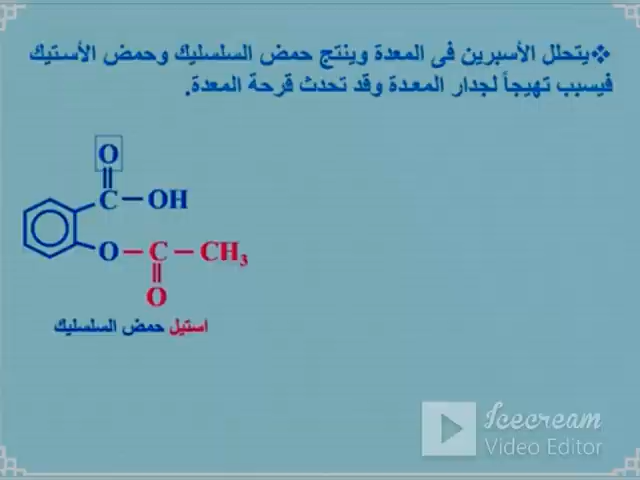 ❖يتحلل الأسبرين فى المعدة وينتج حمض السلسليك وحمض الأستيك
فيسبب تهيجاً لجدار المعدة وقد تحدث قرحة المعدة.
O
C – OH
O – C – CH₃
O
استيل حمض السلسليك
Icecream
Video Editor